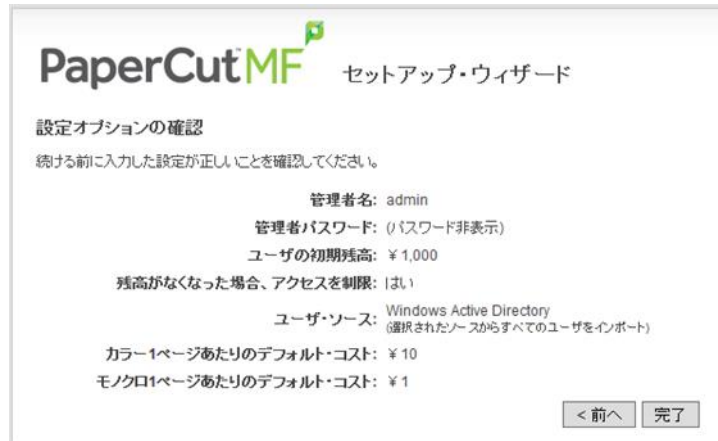 PaperCut MF セットアップ・ウィザード
設定オプションの確認
続ける前に入力した設定が正しいことを確認してください。
管理者名: admin
管理者パスワード: (パスワード非表示)
ユーザの初期残高: ¥1,000
残高がなくなった場合、アクセスを制限: はい
ユーザ・ソース: Windows Active Directory
(選択されたソースからすべてのユーザをインポート)
カラー1ページあたりのデフォルト・コスト: ¥10
モノクロ1ページあたりのデフォルト・コスト: ¥1
<前へ 完了